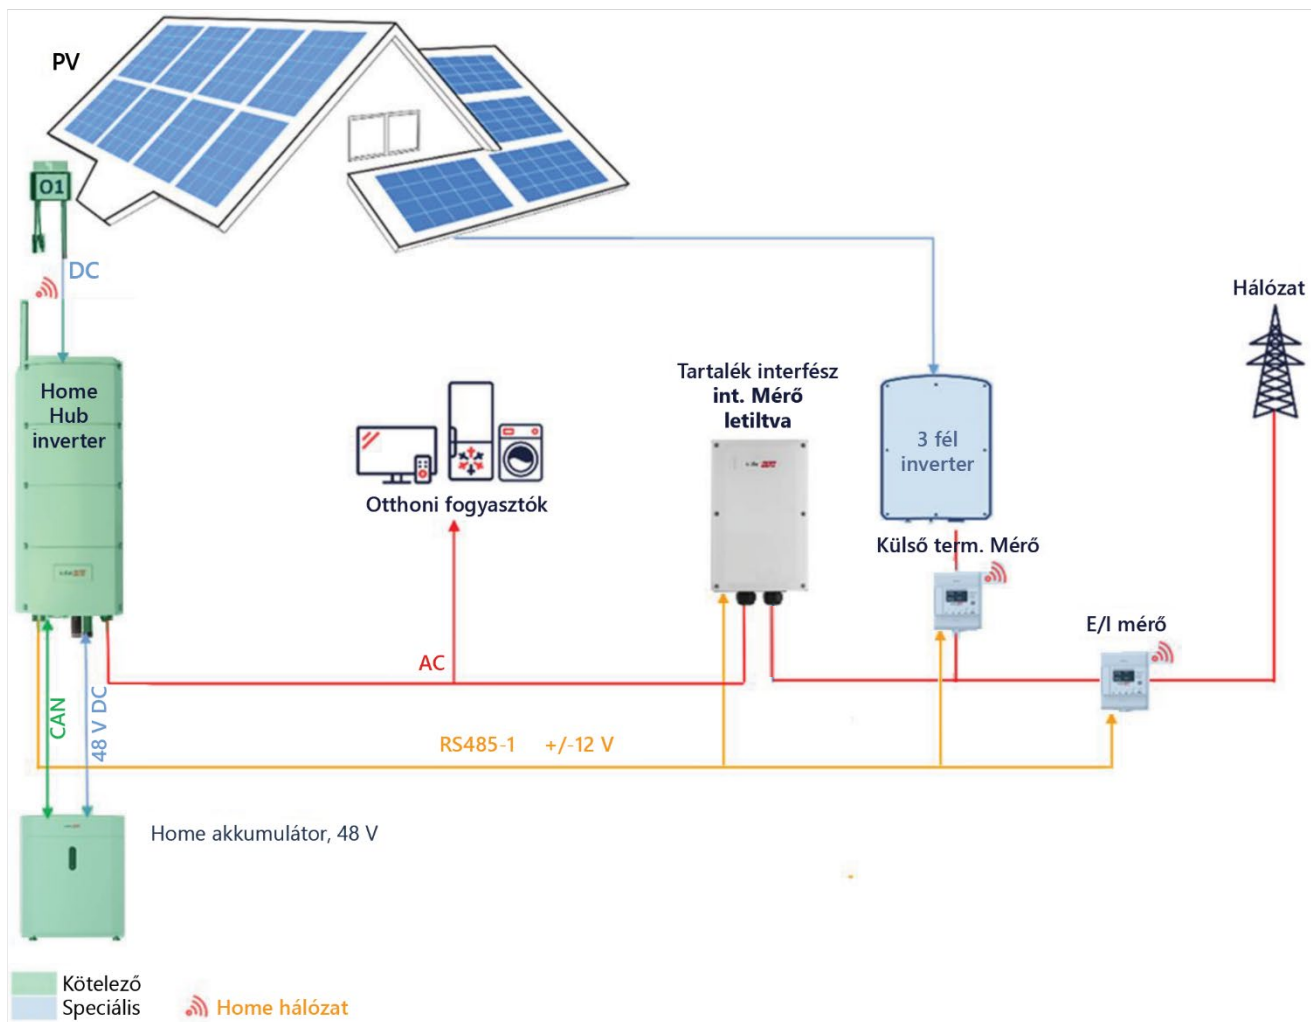 PV
O1
DC
Hálózat
Home
Hub
inverter
Tartalék interfész
int. Mérő
letiltva
3 fél
inverter
Otthoni fogyasztók
Külső term. Mérő
E/I mérő
AC
CAN
48 V DC
RS485-1 +/-12 V
Home akkumulátor, 48 V
Kötelező
Speciális
Home hálózat